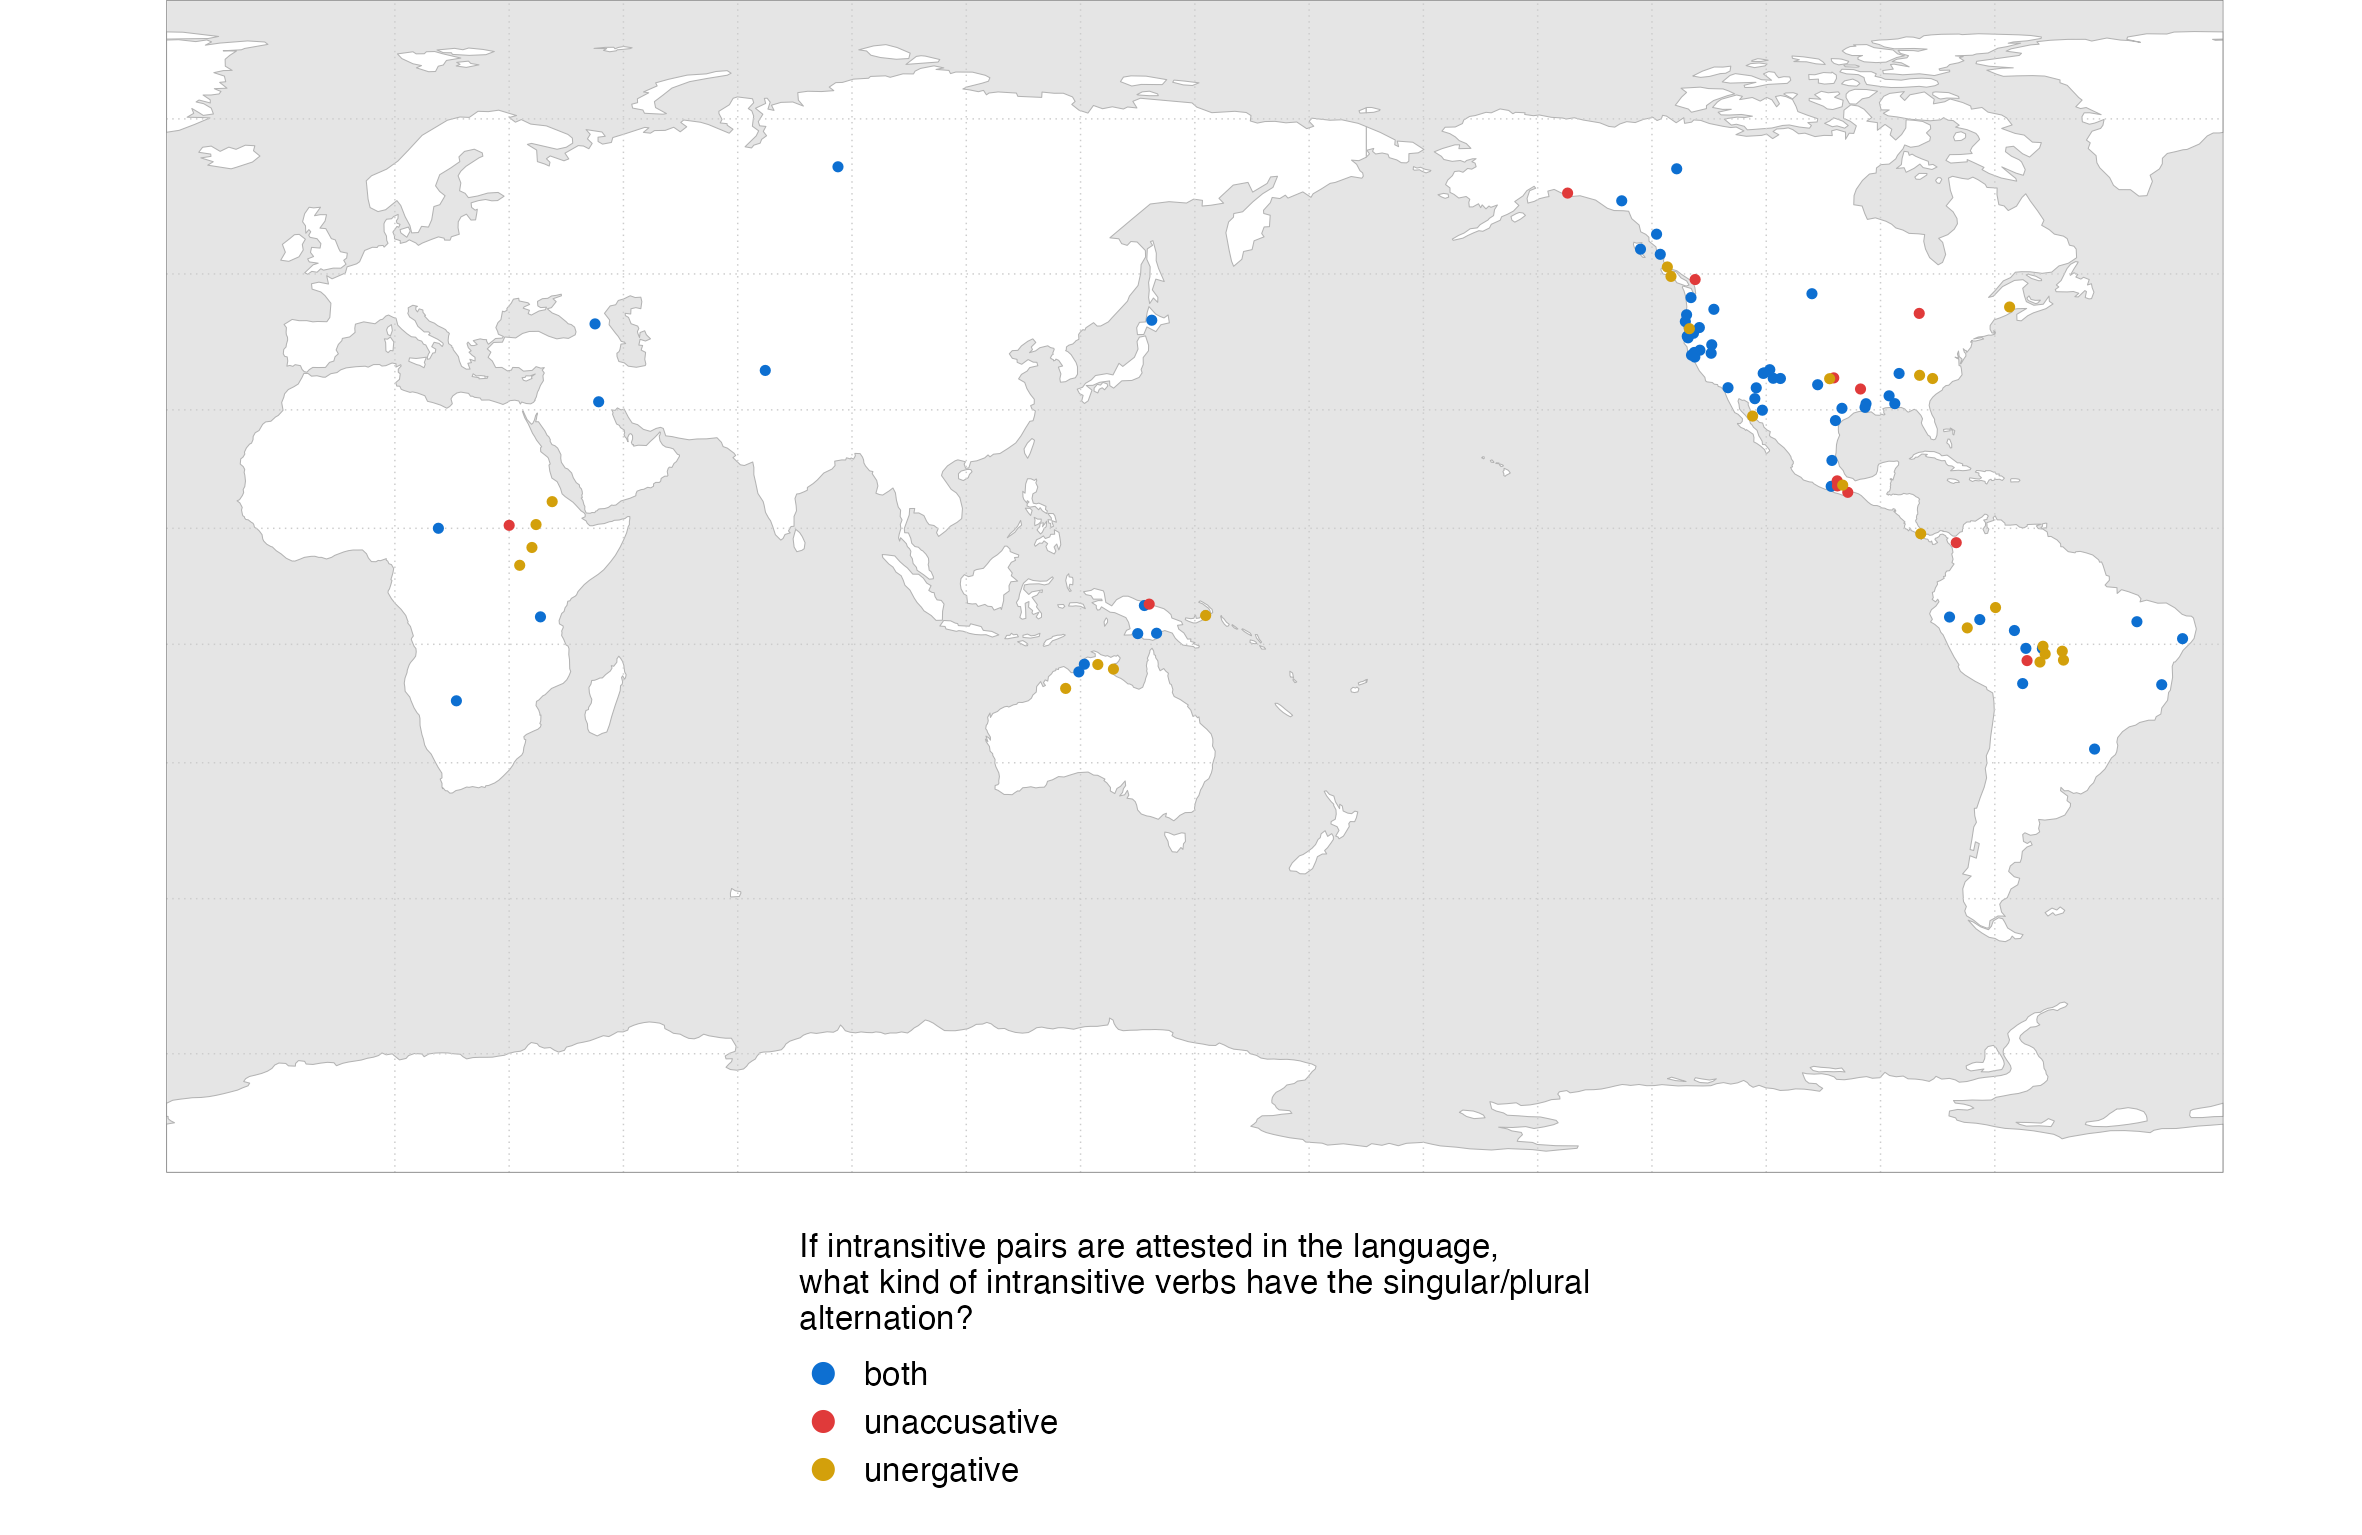 If intransitive pairs are attested in the language,
what kind of intransitive verbs have the singular/plural
alternation?
both
unaccusative
unergative